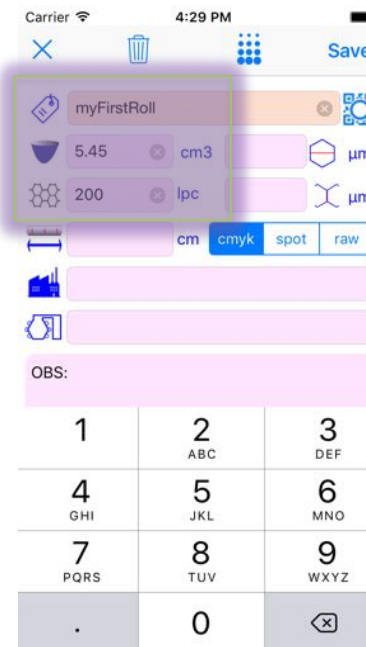 Carrier 4:29 PM
Save
myFirstRoll
5.45 cm3 µm
200 lpc µm
cm cmyk spot raw
OBS:
1 2 3
ABC DEF
4 5 6
GHI JKL MNO
7 8 9
PQRS TUV WXYZ
. 0